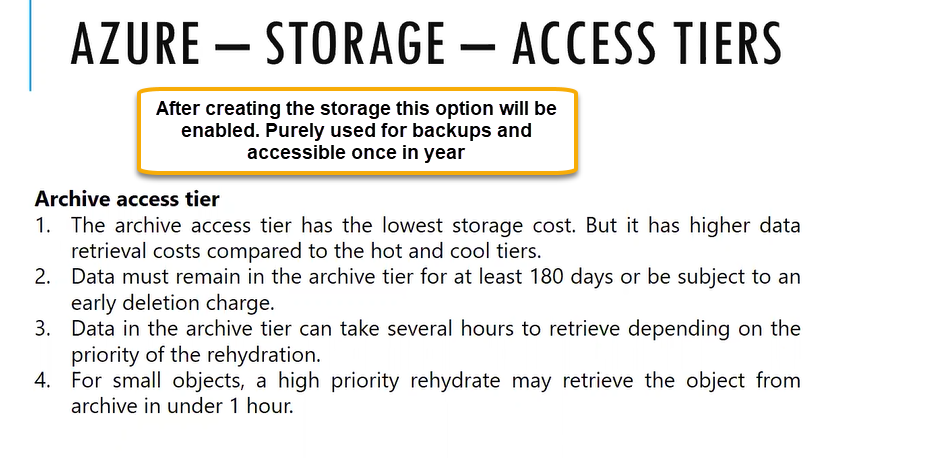 AZURE – STORAGE – ACCESS TIERS
After creating the storage this option will be
enabled. Purely used for backups and
accessible once in year
Archive access tier
1. The archive access tier has the lowest storage cost. But it has higher data
retrieval costs compared to the hot and cool tiers.
2. Data must remain in the archive tier for at least 180 days or be subject to an
early deletion charge.
3. Data in the archive tier can take several hours to retrieve depending on the
priority of the rehydration.
4. For small objects, a high priority rehydrate may retrieve the object from
archive in under 1 hour.